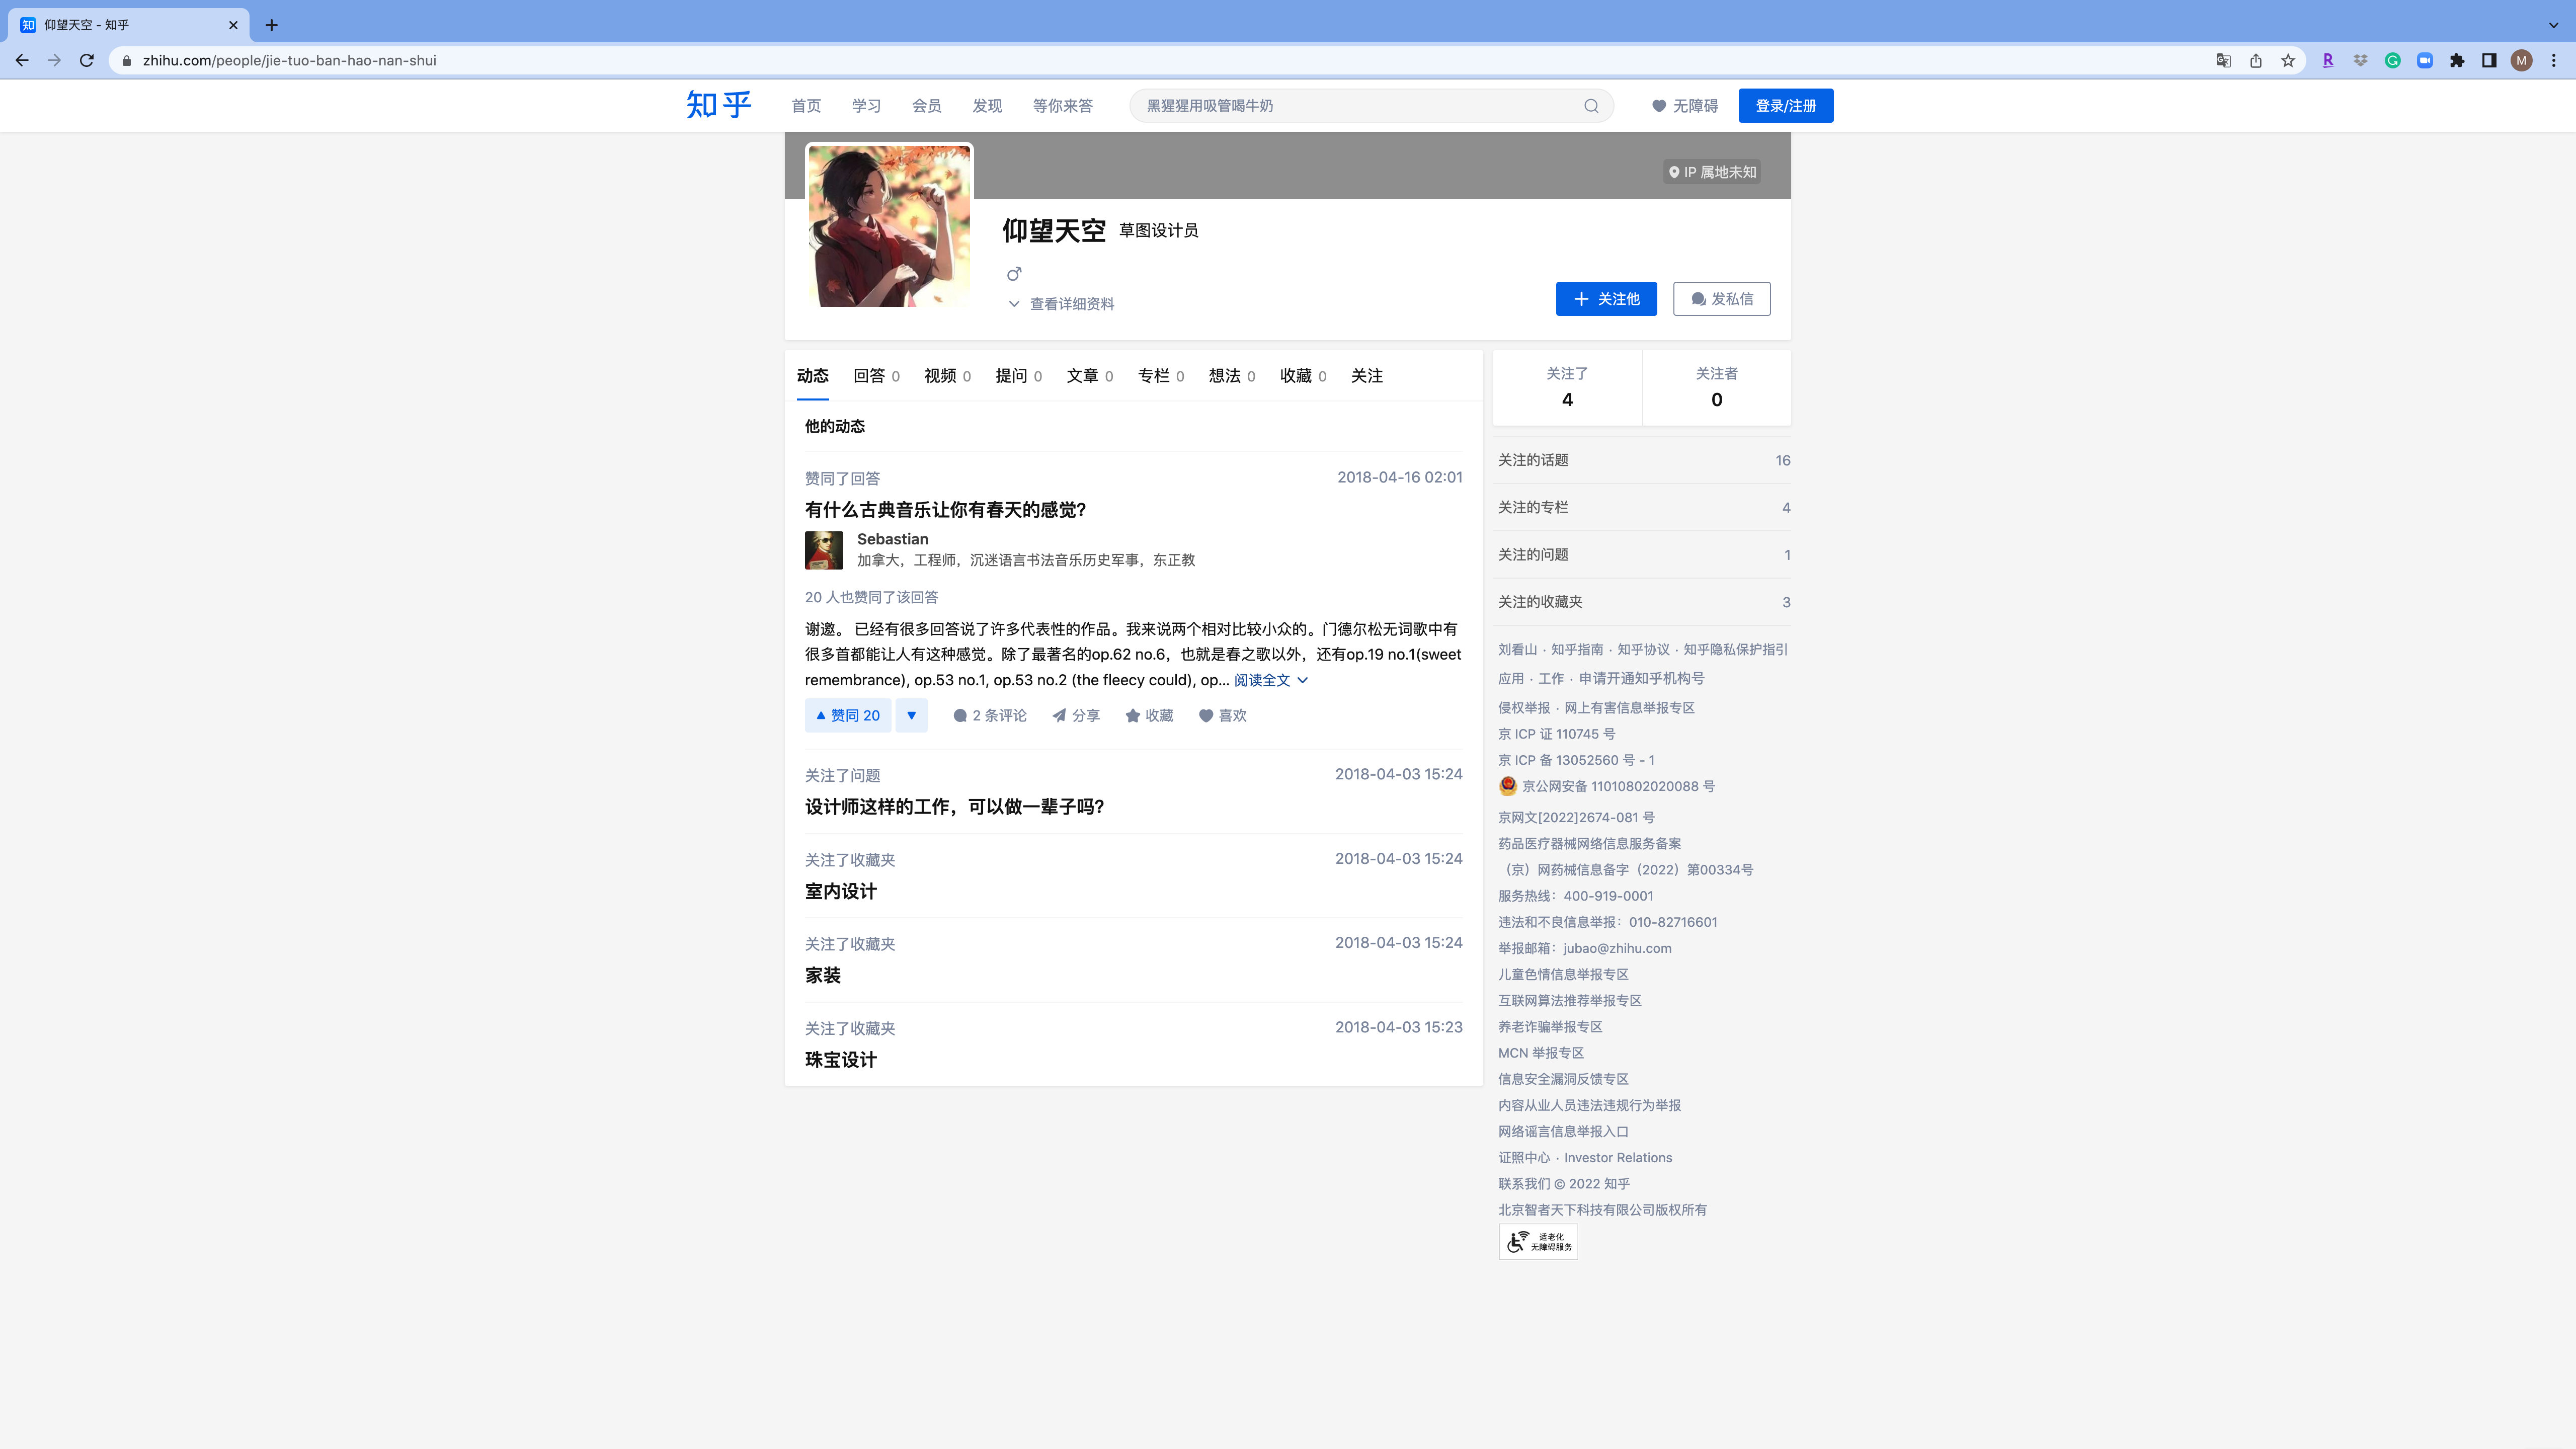 知 仰望天空 - 知乎
zhihu.com/people/jie-tuo-ban-hao-nan-shui
R
M
知乎 首页 学习 会员 发现 等你来答 黑猩猩用吸管喝牛奶 无障碍 登录/注册
IP 属地未知
仰望天空 草图设计员
查看详细资料
关注他 发私信
动态 回答 0 视频 0 提问 0 文章 0 专栏 0 想法 0 收藏 0 关注
他的动态
赞同了回答 2018-04-16 02:01
有什么古典音乐让你有春天的感觉?
Sebastian
加拿大，工程师，沉迷语言书法音乐历史军事，东正教
20 人也赞同了该回答
谢邀。 已经有很多回答说了许多代表性的作品。我来说两个相对比较小众的。门德尔松无词歌中有
很多首都能让人有这种感觉。除了最著名的op.62 no.6，也就是春之歌以外，还有op.19 no.1(sweet
remembrance), op.53 no.1, op.53 no.2 (the fleecy could), op... 阅读全文
赞同 20 2 条评论 分享 收藏 喜欢
关注了问题 2018-04-03 15:24
设计师这样的工作，可以做一辈子吗?
关注了收藏夹 2018-04-03 15:24
室内设计
关注了收藏夹 2018-04-03 15:24
家装
关注了收藏夹 2018-04-03 15:23
珠宝设计
关注了 关注者
4 0
关注的话题 16
关注的专栏 4
关注的问题 1
关注的收藏夹 3
刘看山 · 知乎指南 · 知乎协议 · 知乎隐私保护指引
应用 · 工作 · 申请开通知乎机构号
侵权举报 · 网上有害信息举报专区
京 ICP 证 110745 号
京 ICP 备 13052560 号 - 1
京公网安备 11010802020088 号
京网文[2022]2674-081 号
药品医疗器械网络信息服务备案
（京）网药械信息备字（2022）第00334号
服务热线：400-919-0001
违法和不良信息举报：010-82716601
举报邮箱：jubao@zhihu.com
儿童色情信息举报专区
互联网算法推荐举报专区
养老诈骗举报专区
MCN 举报专区
信息安全漏洞反馈专区
内容从业人员违法违规行为举报
网络谣言信息举报入口
证照中心 · Investor Relations
联系我们 © 2022 知乎
北京智者天下科技有限公司版权所有
适老化
无障碍服务